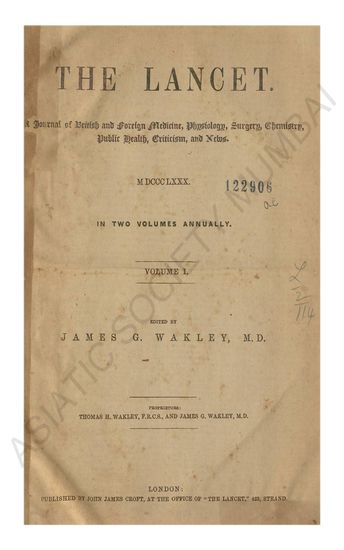 THE LANCET.
A Journal of British and Foreign Medicine, Physiology, Surgery, Chemistry,
Public Health, Criticism, and News.
MDCCCLXXX.
122906
IN TWO VOLUMES ANNUALLY.
VOLUME I.
EDITED BY
JAMES G. WAKLEY, M.D.
PROPRIETORS:
THOMAS H. WAKLEY, F.R.C.S., AND JAMES G. WAKLEY, M.D.
LONDON:
PUBLISHED BY JOHN JAMES CROFT, AT THE OFFICE OF "THE LANCET," 423, STRAND
ASIATIC SOCIETY MUMBAI